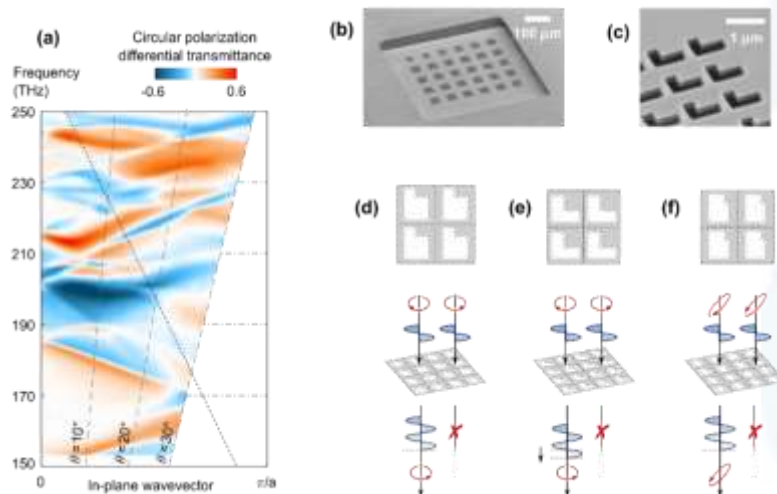 (a)
Circular polarization
differential transmittance
Frequency
(THz)
-0.6
0.6
250
230
210
190
170
150
θ=10°
θ=20°
θ=30°
0
In-plane wavevector
π/a
(b)
100 μm
(c)
1 μm
(d)
(e)
(f)